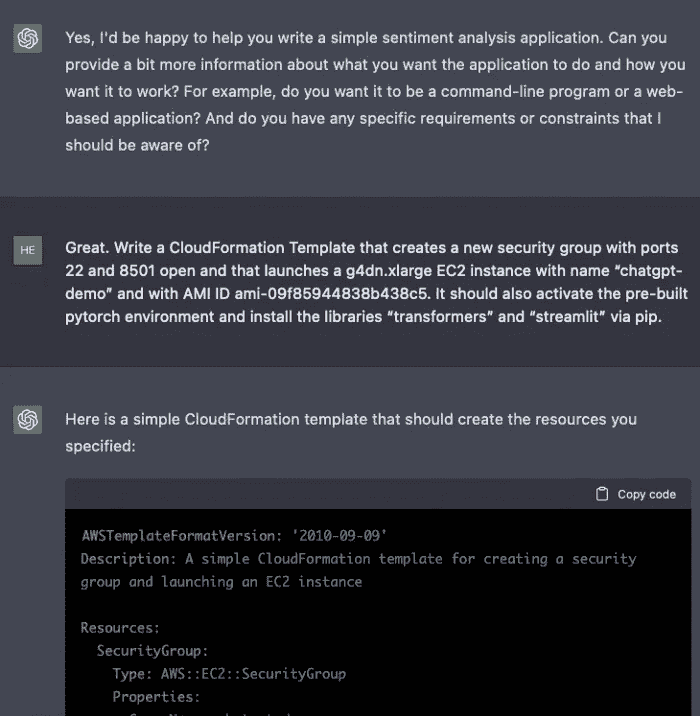 Yes, I'd be happy to help you write a simple sentiment analysis application. Can you
provide a bit more information about what you want the application to do and how you
want it to work? For example, do you want it to be a command-line program or a web-
based application? And do you have any specific requirements or constraints that I
should be aware of?
HE
Great. Write a CloudFormation Template that creates a new security group with ports
22 and 8501 open and that launches a g4dn.xlarge EC2 instance with name “chatgpt-
demo” and with AMI ID ami-09f85944838b438c5. It should also activate the pre-built
pytorch environment and install the libraries “transformers” and “streamlit” via pip.
Here is a simple CloudFormation template that should create the resources you
specified:
Copy code
AWSTemplateFormatVersion: '2010-09-09'
Description: A simple CloudFormation template for creating a security
group and launching an EC2 instance
Resources:
SecurityGroup:
Type: AWS::EC2::SecurityGroup
Properties: